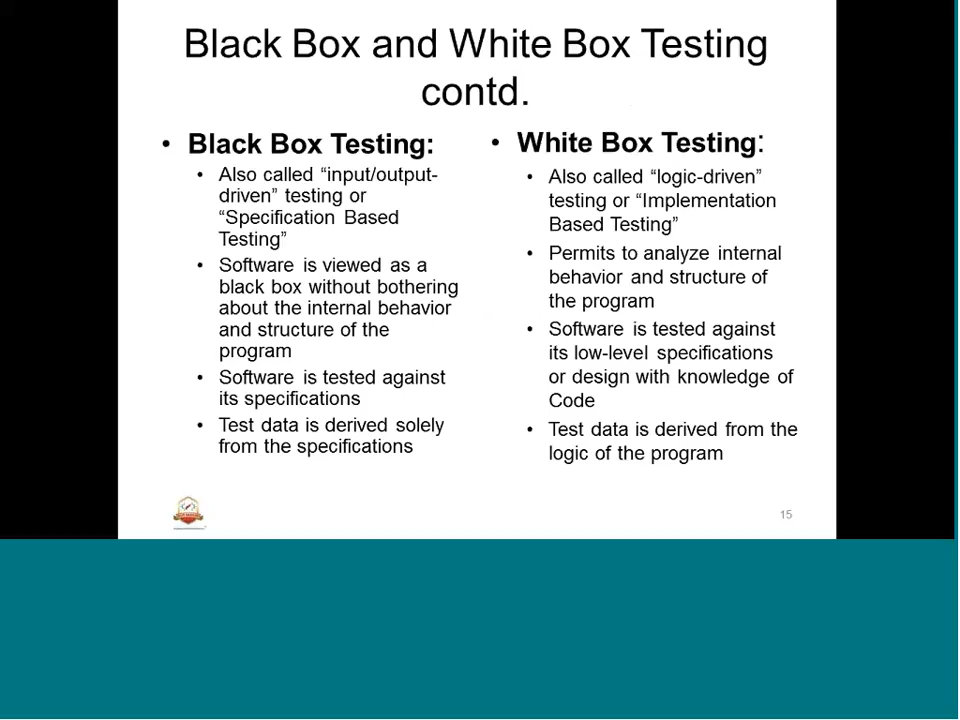 Black Box and White Box Testing
contd.
• Black Box Testing:
• Also called “input/output-
driven” testing or
“Specification Based
Testing”
• Software is viewed as a
black box without bothering
about the internal behavior
and structure of the
program
• Software is tested against
its specifications
• Test data is derived solely
from the specifications
• White Box Testing:
• Also called “logic-driven”
testing or “Implementation
Based Testing”
• Permits to analyze internal
behavior and structure of
the program
• Software is tested against
its low-level specifications
or design with knowledge of
Code
• Test data is derived from the
logic of the program
15